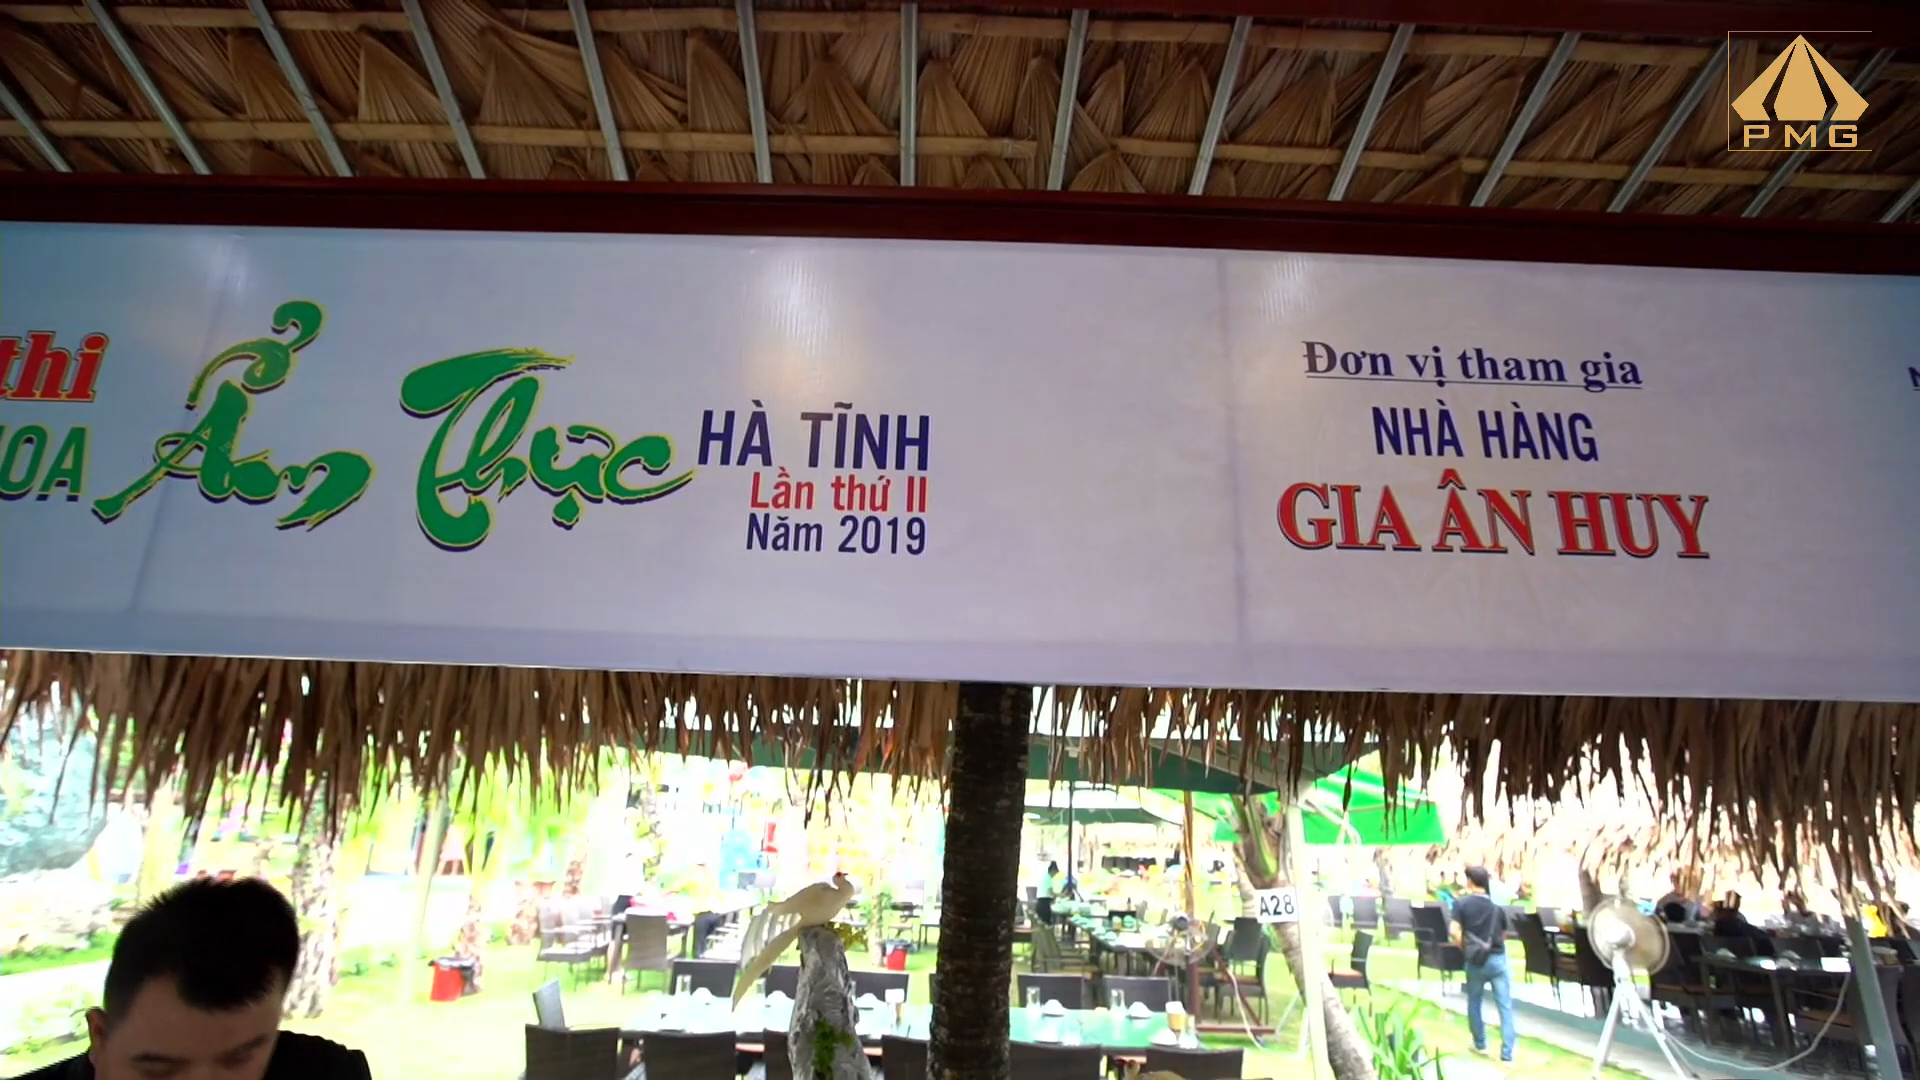 PMG
thi
HOA Ẩm Thực HÀ TĨNH
Lần thứ II
Năm 2019
Đơn vị tham gia
NHÀ HÀNG
GIA ÂN HUY
A28